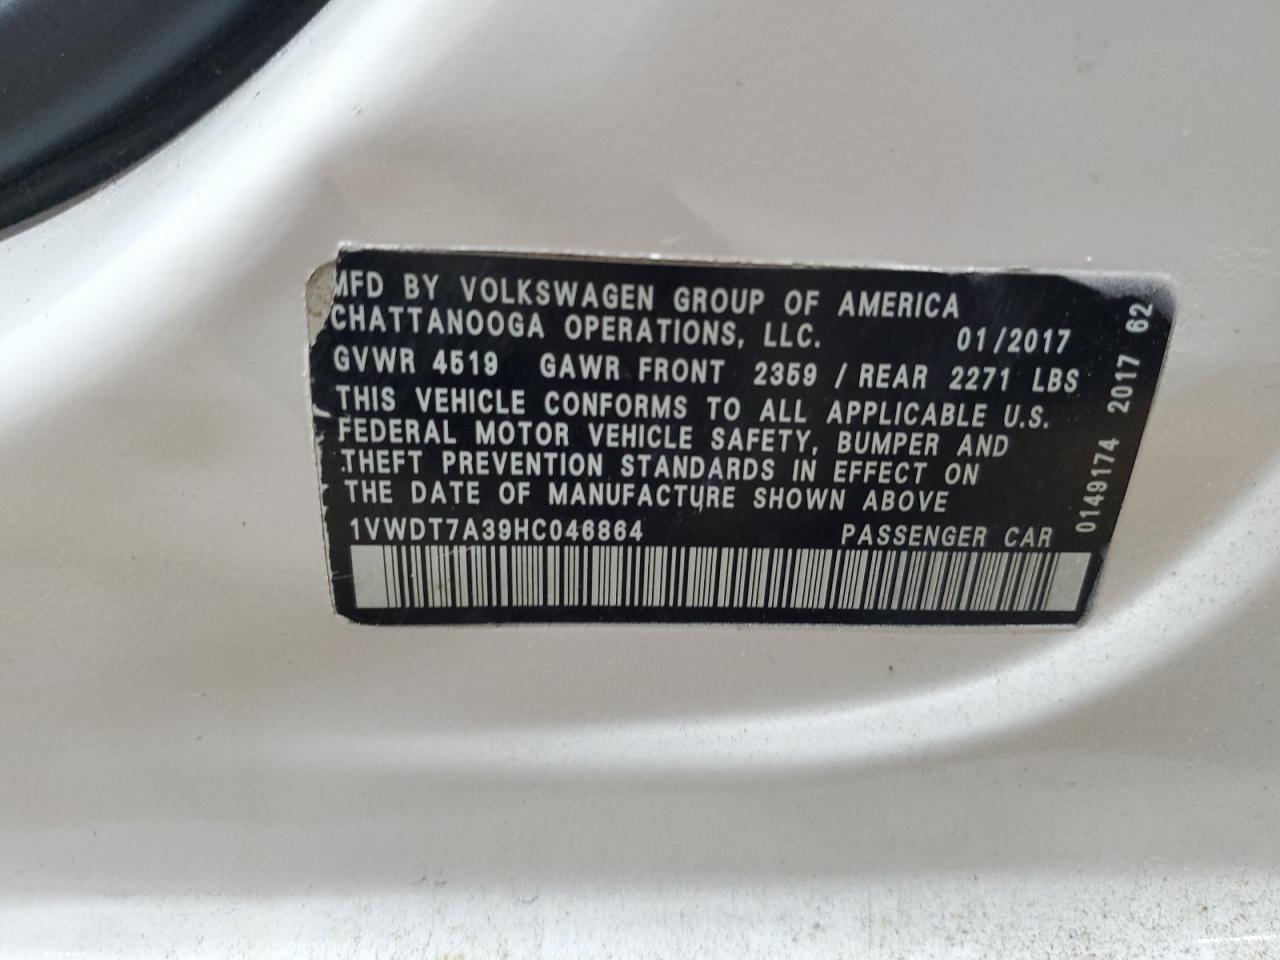 MFD BY VOLKSWAGEN GROUP OF AMERICA
CHATTANOOGA OPERATIONS, LLC. 01/2017
GVWR 4519 GAWR FRONT 2359 / REAR 2271 LBS
THIS VEHICLE CONFORMS TO ALL APPLICABLE U.S.
FEDERAL MOTOR VEHICLE SAFETY, BUMPER AND
THEFT PREVENTION STANDARDS IN EFFECT ON
THE DATE OF MANUFACTURE SHOWN ABOVE
1VWDT7A39HC046864 PASSENGER CAR
0149174 2017 62